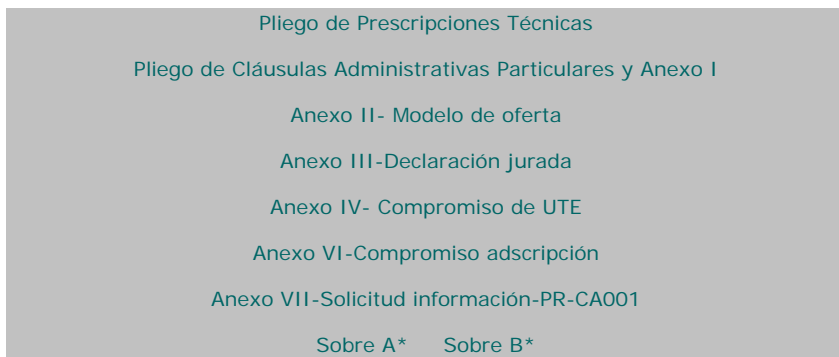 Pliego de Prescripciones Técnicas
Pliego de Cláusulas Administrativas Particulares y Anexo I
Anexo II- Modelo de oferta
Anexo III-Declaración jurada
Anexo IV- Compromiso de UTE
Anexo VI-Compromiso adscripción
Anexo VII-Solicitud información-PR-CA001
Sobre A* Sobre B*